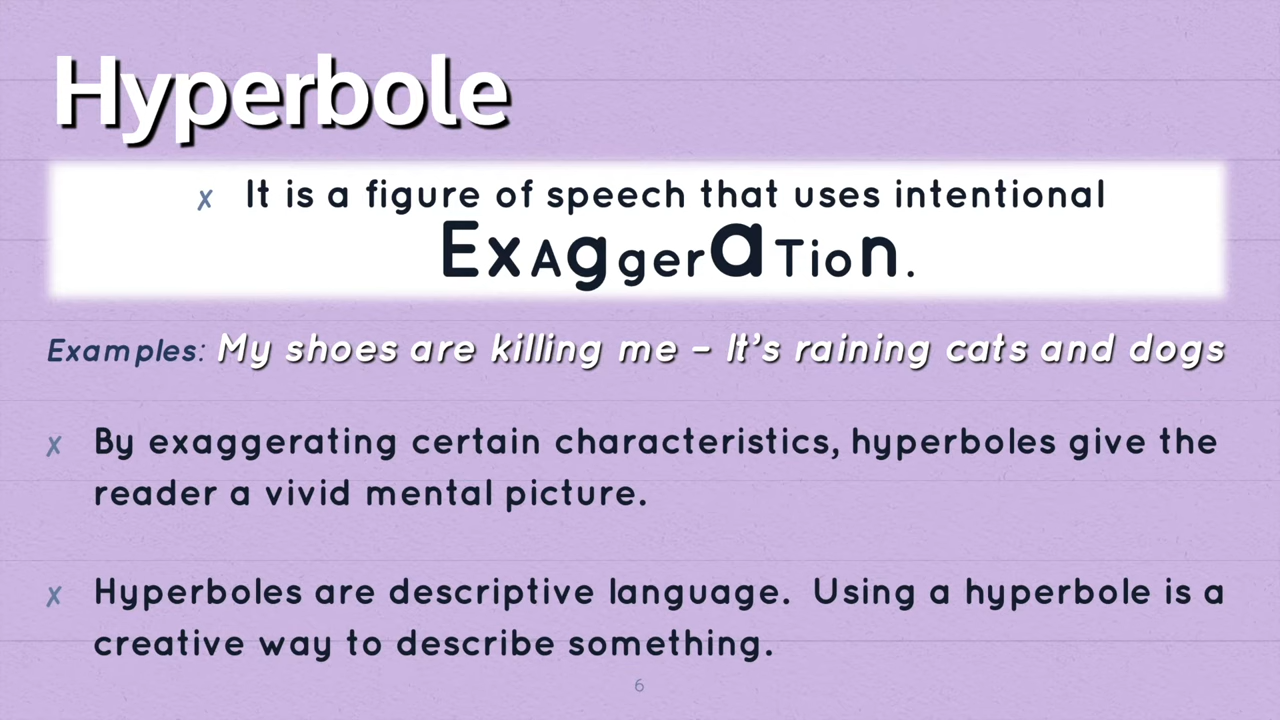 Hyperbole
x It is a figure of speech that uses intentional
ExAggeraTion.
Examples: My shoes are killing me – It’s raining cats and dogs
x By exaggerating certain characteristics, hyperboles give the
reader a vivid mental picture.
x Hyperboles are descriptive language.  Using a hyperbole is a
creative way to describe something.
6